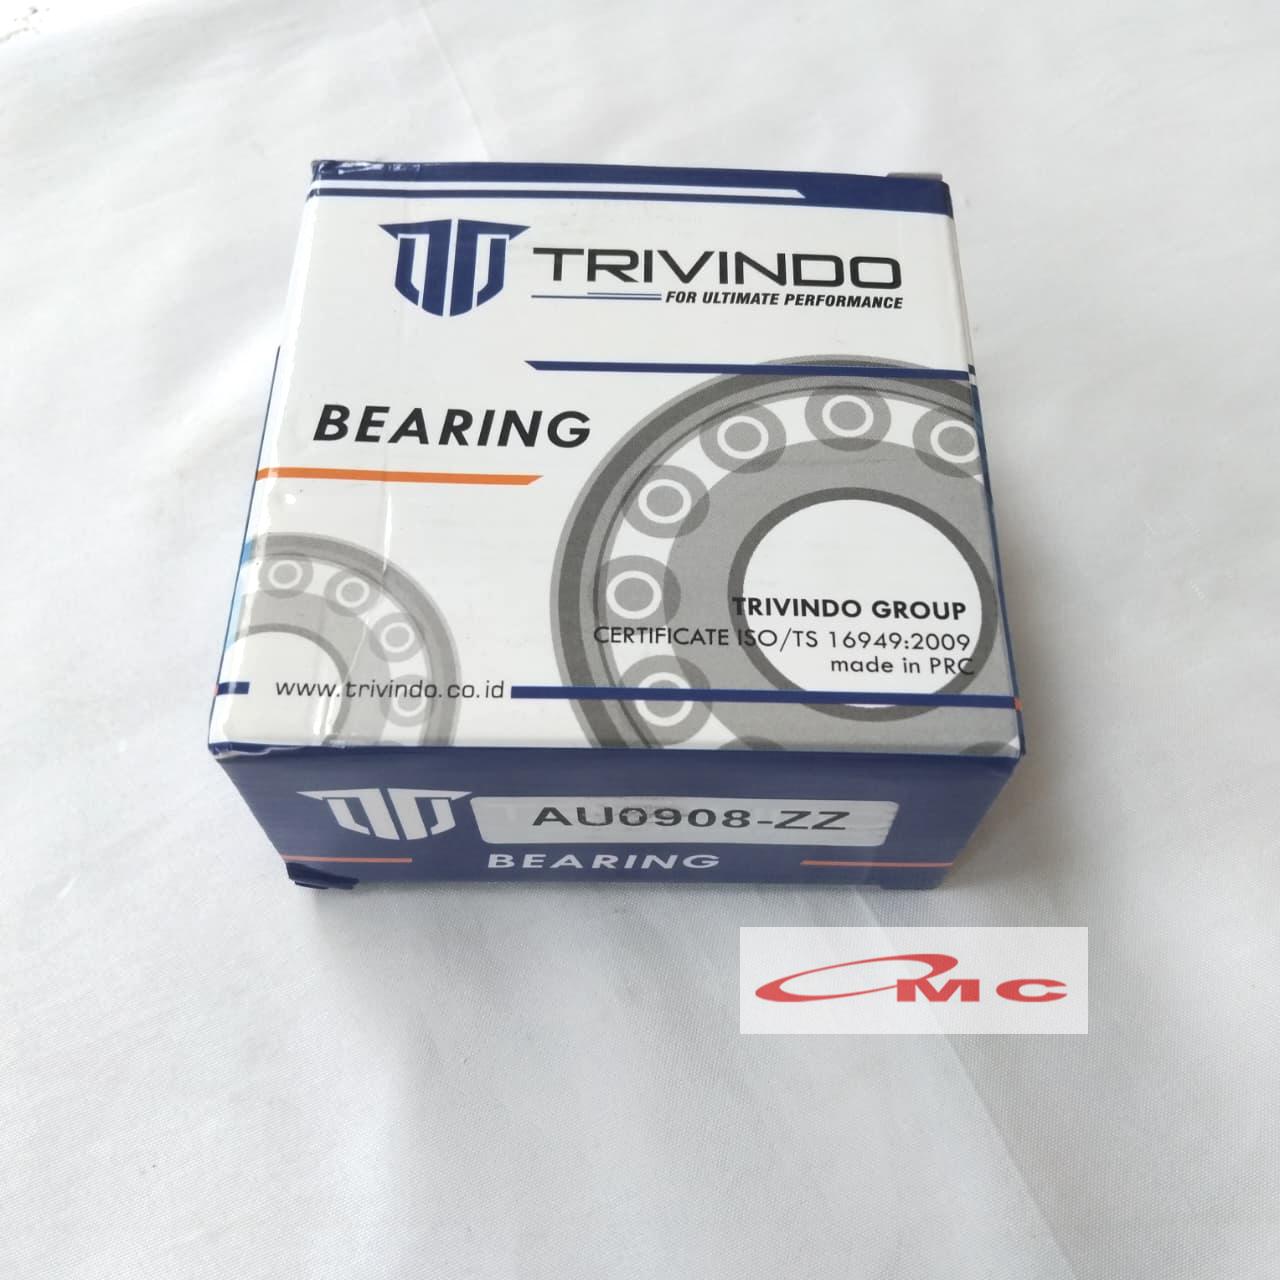 TRIVINDO
FOR ULTIMATE PERFORMANCE
BEARING
TRIVINDO GROUP
CERTIFICATE ISO/TS 16949:2009
made in PRC
www.trivindo.co.id
AU0908-ZZ
BEARING
CMC